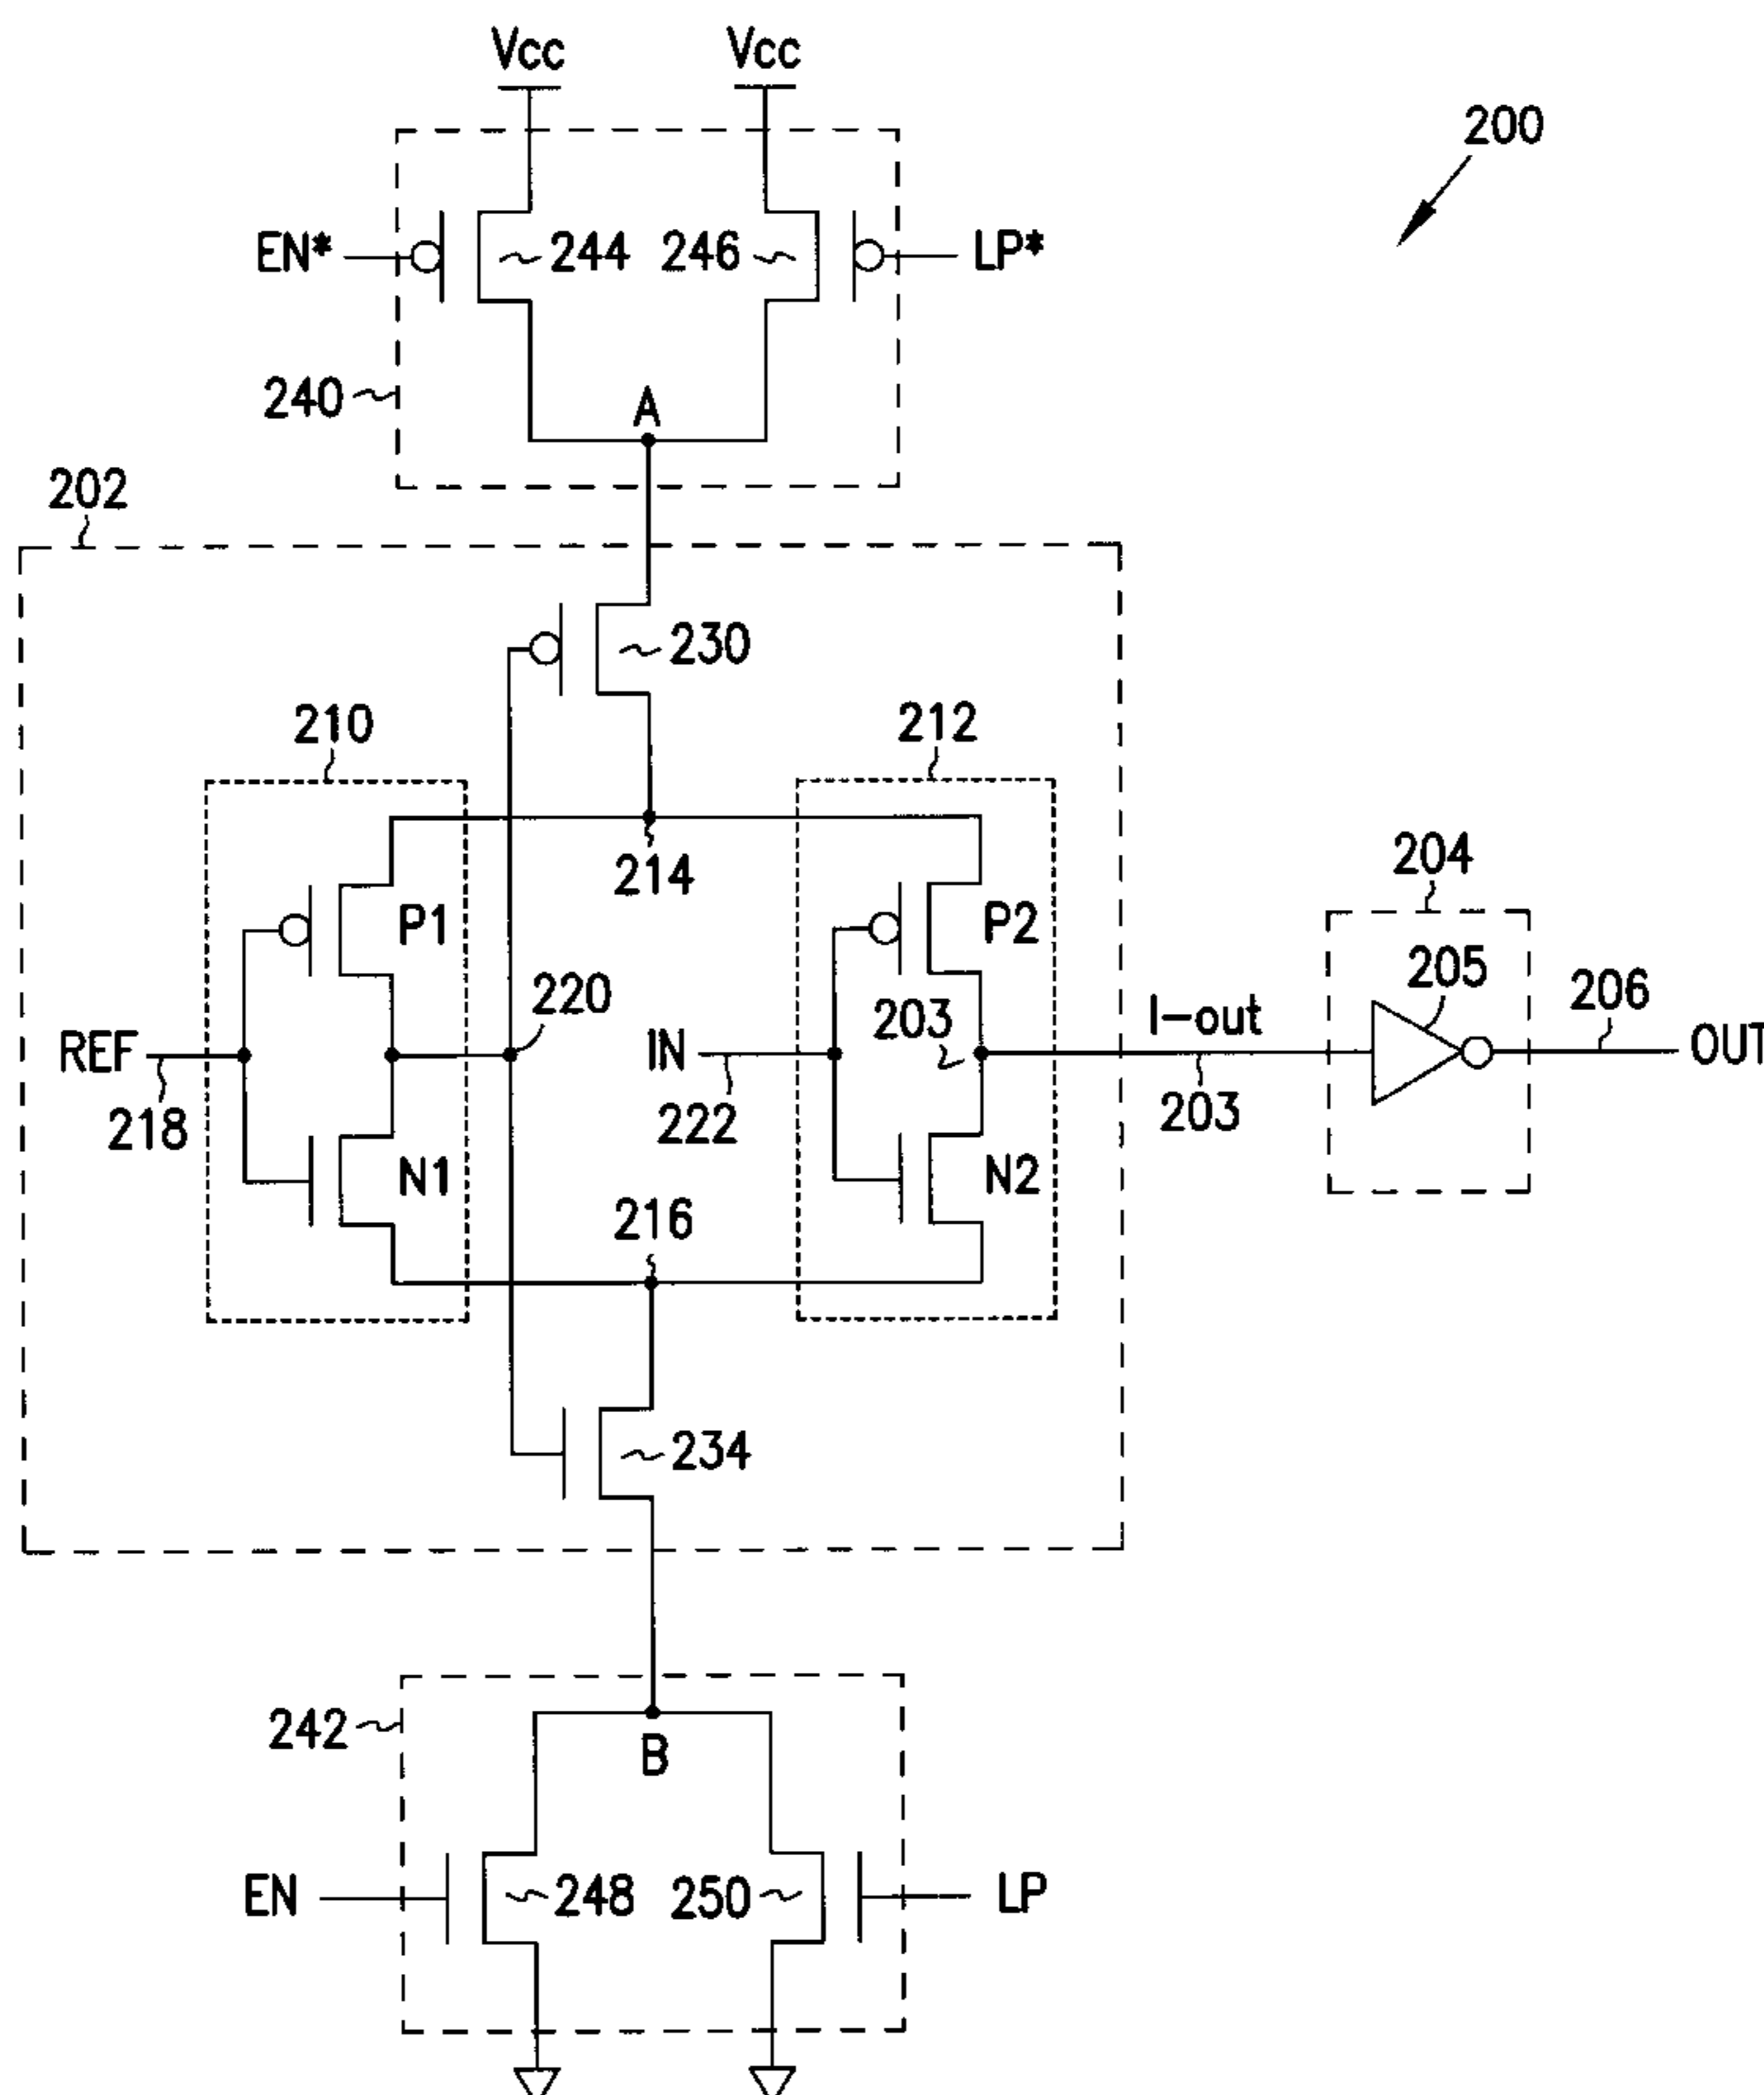 Vcc Vcc
200
EN* 244 246 LP*
240
A
202
230
210 212
214
204
P1 P2
205
220 203 I-out 206
REF IN OUT
218 222 203
N1 N2
216
234
242
B
EN 248 250 LP